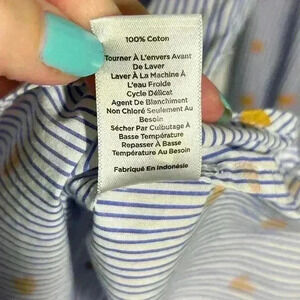 100% Coton
Tourner À L'envers Avant
De Laver
Laver À La Machine À
L'eau Froide
Cycle Délicat
Agent De Blanchiment
Non Chloré Seulement Au
Besoin
Sécher Par Culbutage À
Basse Température
Repasser À Basse
Température Au Besoin
Fabriqué En Indonésie